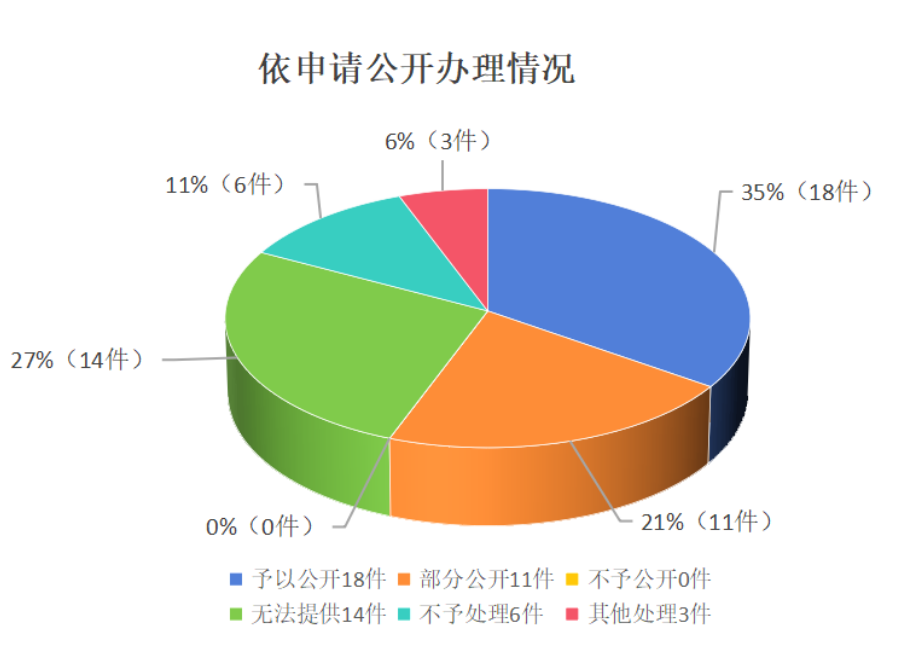 依申请公开办理情况
6%（3件）
11%（6件）
35%（18件）
27%（14件）
0%（0件）
21%（11件）
予以公开18件 部分公开11件 不予公开0件
无法提供14件 不予处理6件 其他处理3件